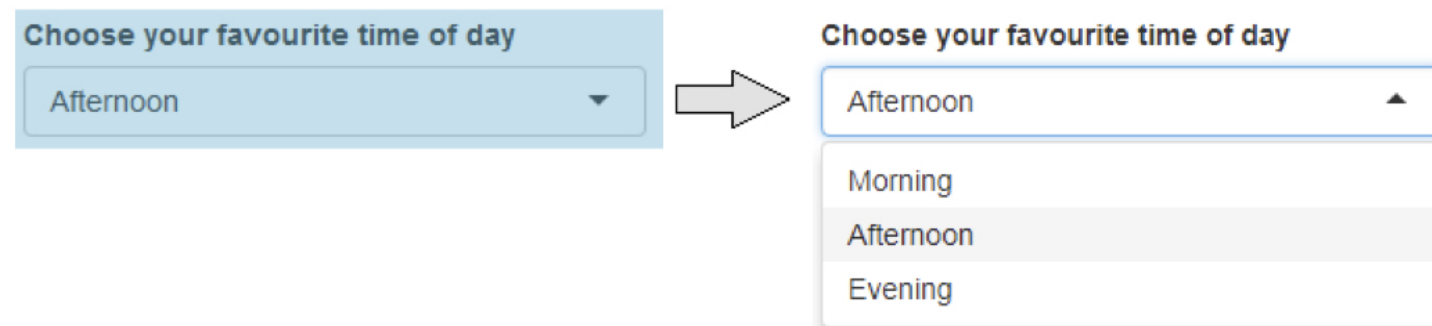 Choose your favourite time of day
Afternoon
Choose your favourite time of day
Afternoon
Morning
Afternoon
Evening